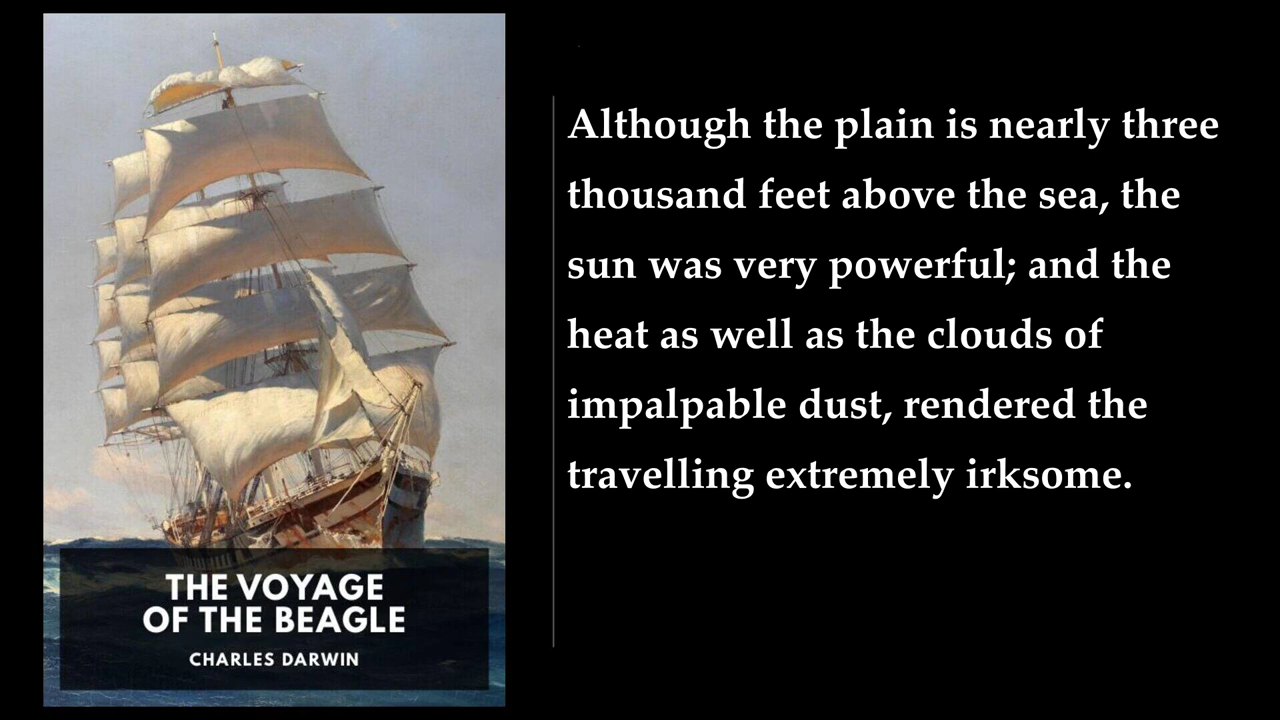 Although the plain is nearly three
thousand feet above the sea, the
sun was very powerful; and the
heat as well as the clouds of
impalpable dust, rendered the
travelling extremely irksome.
THE VOYAGE
OF THE BEAGLE
CHARLES DARWIN